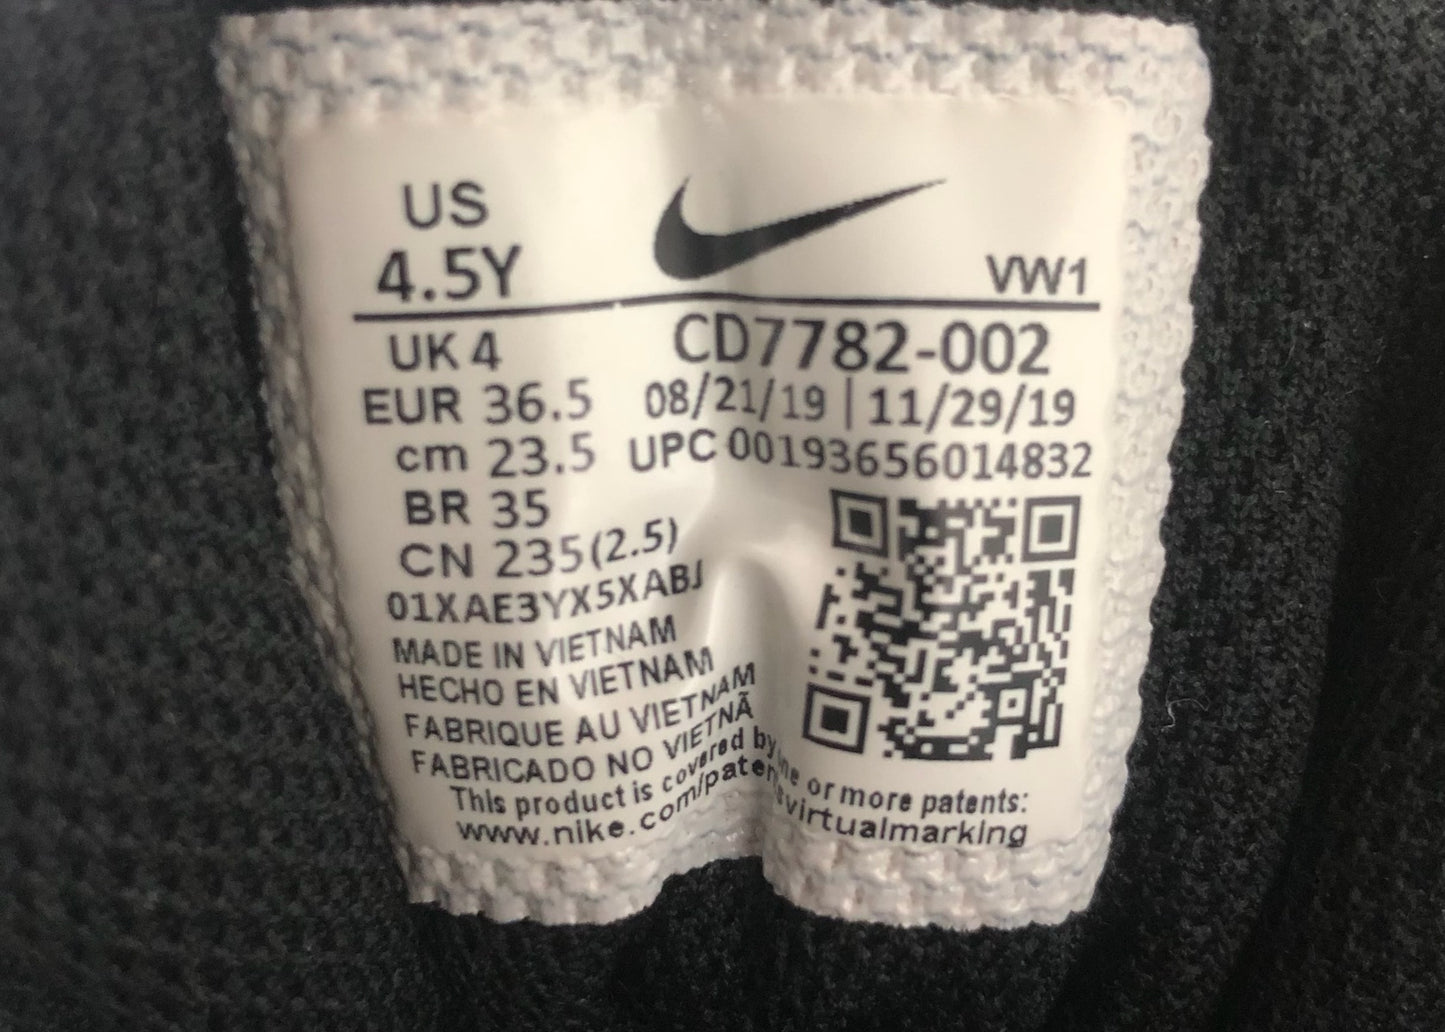 US
4.5Y
VW1
UK 4
CD7782-002
EUR 36.5
08/21/19 | 11/29/19
cm 23.5
UPC 00193656014832
BR 35
CN 235(2.5)
01XAE3YX5XABJ
MADE IN VIETNAM
HECHO EN VIETNAM
FABRIQUE AU VIETNAM
FABRICADO NO VIETNÃ
This product is covered by one or more patents:
www.nike.com/patentsvirtualmarking